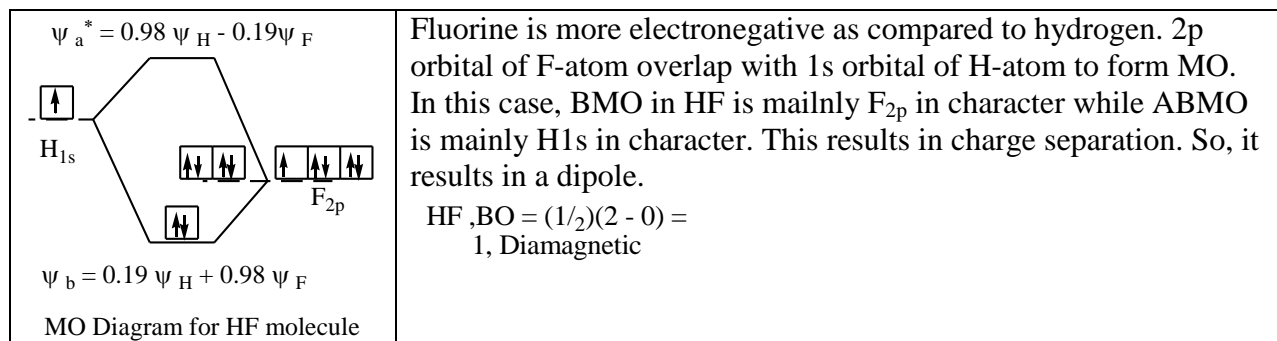 ψ a* = 0.98 ψ H - 0.19ψ F
H1s
F2p
ψ b = 0.19 ψ H + 0.98 ψ F
MO Diagram for HF molecule
Fluorine is more electronegative as compared to hydrogen. 2p
orbital of F-atom overlap with 1s orbital of H-atom to form MO.
In this case, BMO in HF is mailnly F2p in character while ABMO
is mainly H1s in character. This results in charge separation. So, it
results in a dipole.
HF ,BO = (1/2)(2 - 0) =
1, Diamagnetic